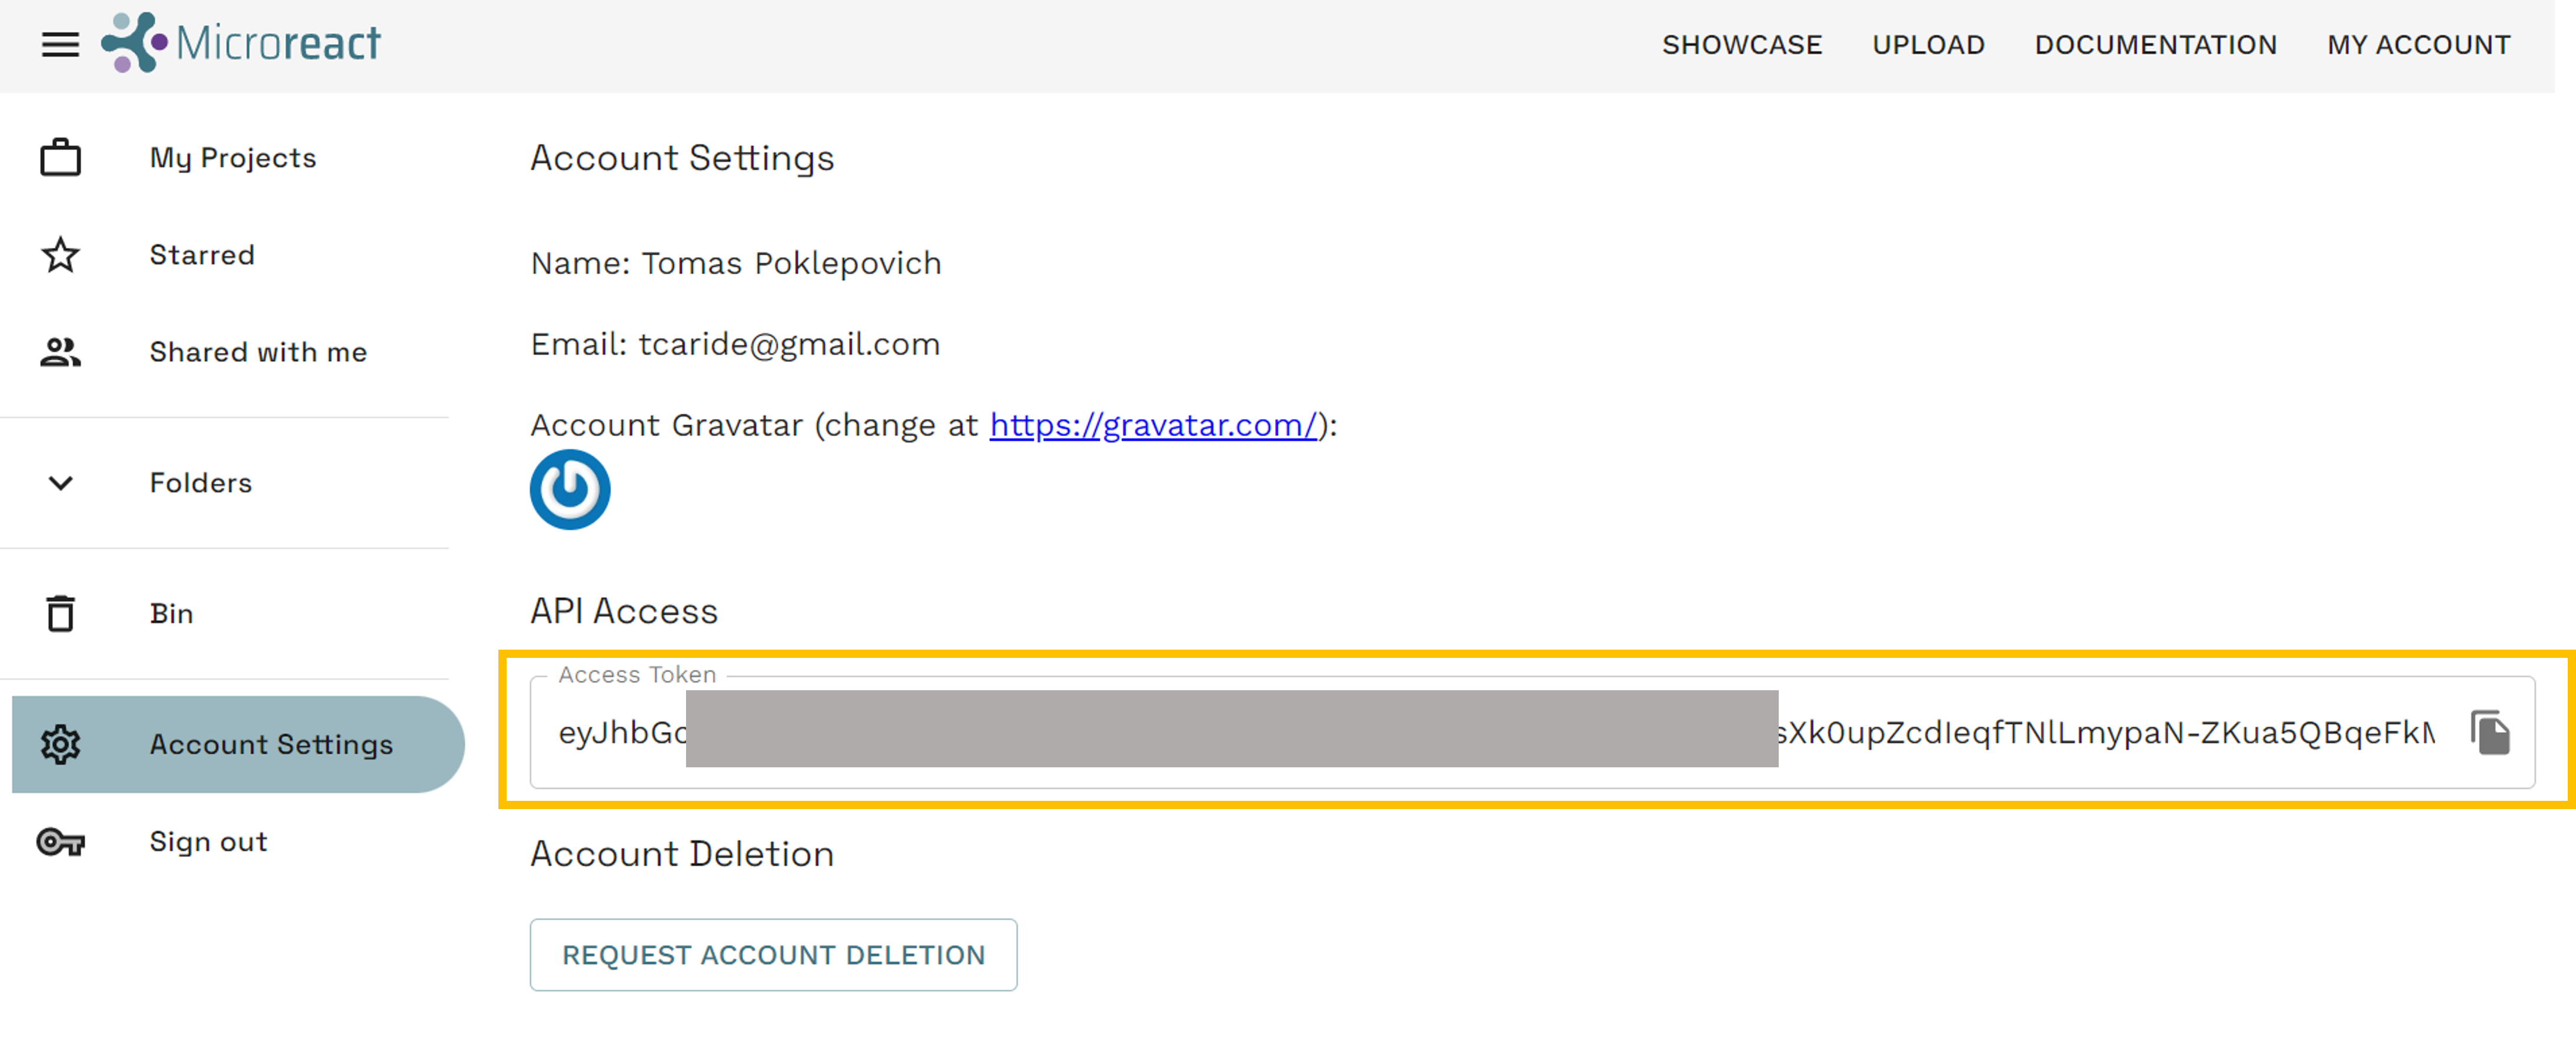 Microreact
SHOWCASE UPLOAD DOCUMENTATION MY ACCOUNT
My Projects
Starred
Shared with me
Folders
Bin
Account Settings
Sign out
Account Settings
Name: Tomas Poklepovich
Email: tcaride@gmail.com
Account Gravatar (change at https://gravatar.com/):
API Access
Access Token
eyJhbGc sXk0upZcdIeqfTNlLmypaN-ZKua5QBqeFkM
Account Deletion
REQUEST ACCOUNT DELETION